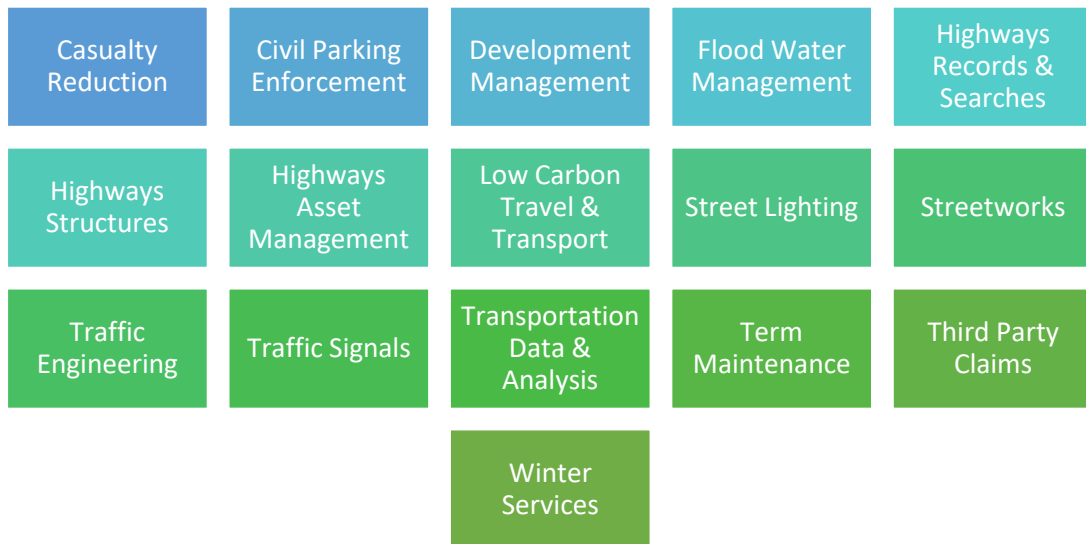 Casualty
Reduction
Civil Parking
Enforcement
Development
Management
Flood Water
Management
Highways
Records &
Searches
Highways
Structures
Highways
Asset
Management
Low Carbon
Travel &
Transport
Street Lighting
Streetworks
Traffic
Engineering
Traffic Signals
Transportation
Data &
Analysis
Term
Maintenance
Third Party
Claims
Winter
Services